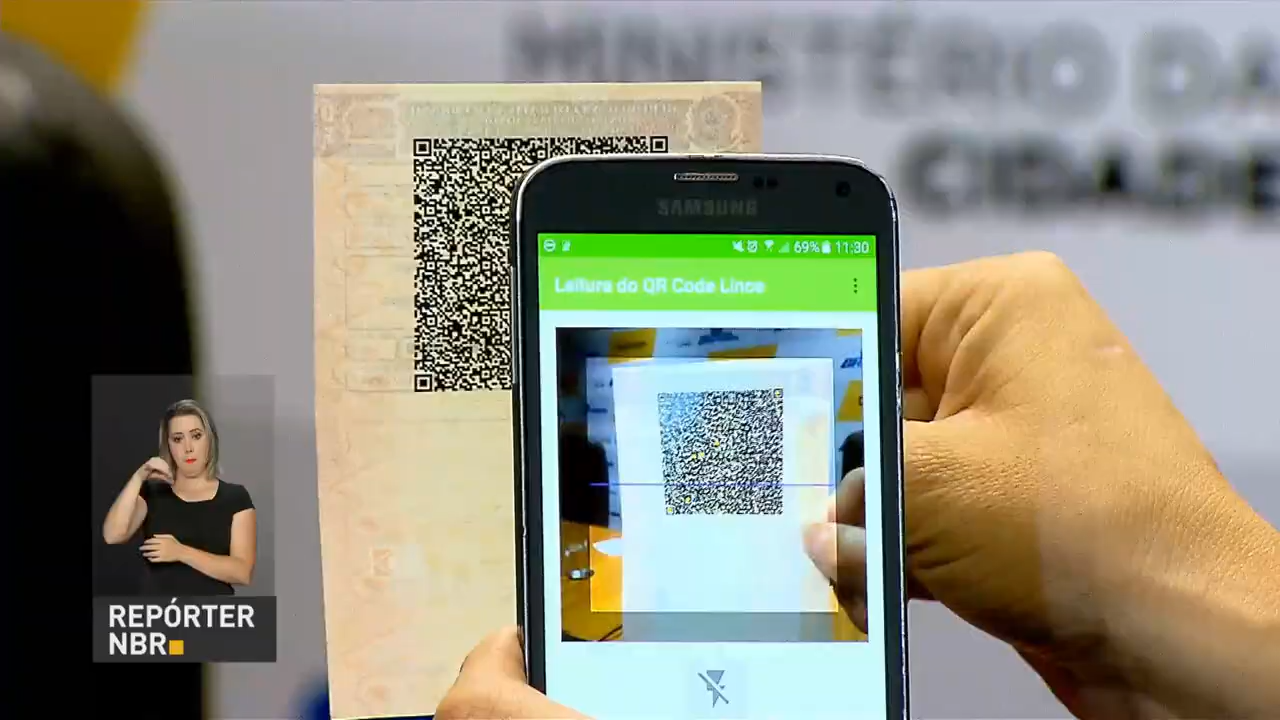 MINISTÉRIO DA
CIDADE
SAMSUNG
69% 11:30
Leitura do QR Code Lince
REPÓRTER
NBR